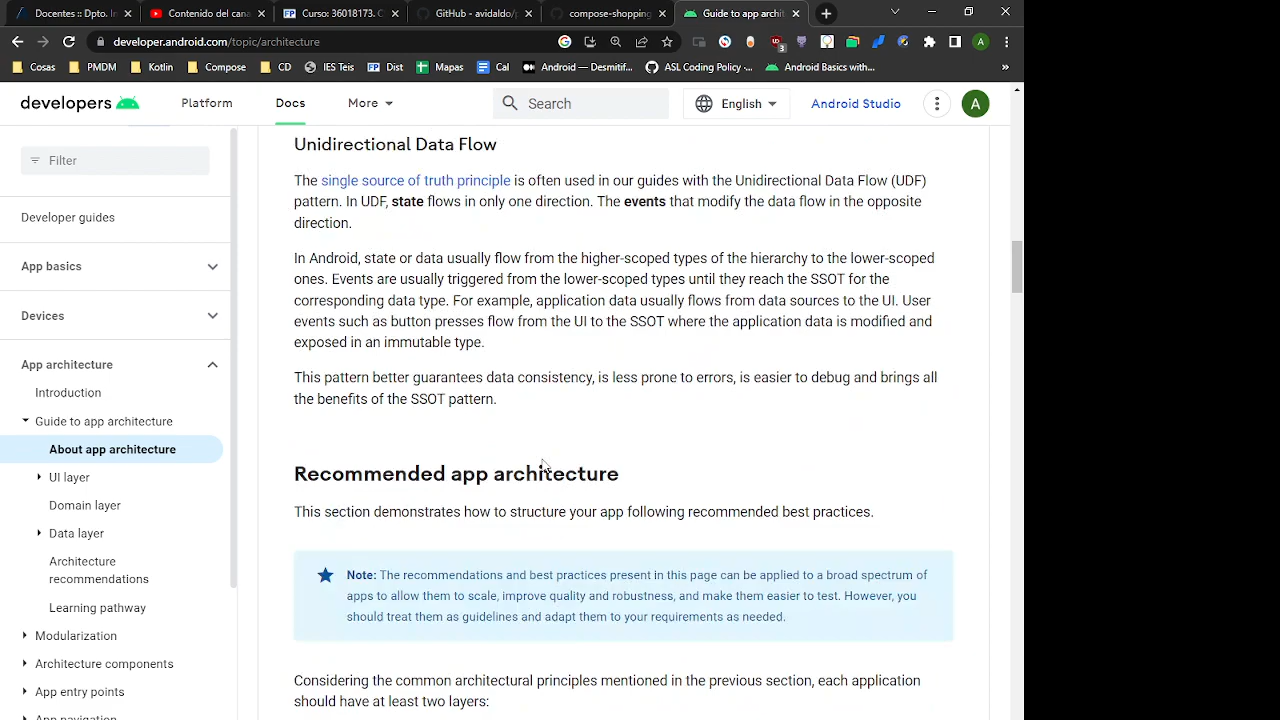 Docentes :: Dpto. In
Contenido del cana
Curso: 36018173. C
GitHub - avidaldo/p
compose-shopping
Guide to app archit
developer.android.com/topic/architecture
3
A
Cosas
PMDM
Kotlin
Compose
CD
IES Teis
Dist
Mapas
Cal
Android — Desmitif...
ASL Coding Policy -...
Android Basics with...
»
developers
Platform
Docs
More
Search
English
Android Studio
A
Filter
Developer guides
App basics
Devices
App architecture
Introduction
Guide to app architecture
About app architecture
UI layer
Domain layer
Data layer
Architecture
recommendations
Learning pathway
Modularization
Architecture components
App entry points
App navigation
Unidirectional Data Flow
The single source of truth principle is often used in our guides with the Unidirectional Data Flow (UDF)
pattern. In UDF, state flows in only one direction. The events that modify the data flow in the opposite
direction.
In Android, state or data usually flow from the higher-scoped types of the hierarchy to the lower-scoped
ones. Events are usually triggered from the lower-scoped types until they reach the SSOT for the
corresponding data type. For example, application data usually flows from data sources to the UI. User
events such as button presses flow from the UI to the SSOT where the application data is modified and
exposed in an immutable type.
This pattern better guarantees data consistency, is less prone to errors, is easier to debug and brings all
the benefits of the SSOT pattern.
Recommended app architecture
This section demonstrates how to structure your app following recommended best practices.
Note: The recommendations and best practices present in this page can be applied to a broad spectrum of
apps to allow them to scale, improve quality and robustness, and make them easier to test. However, you
should treat them as guidelines and adapt them to your requirements as needed.
Considering the common architectural principles mentioned in the previous section, each application
should have at least two layers: